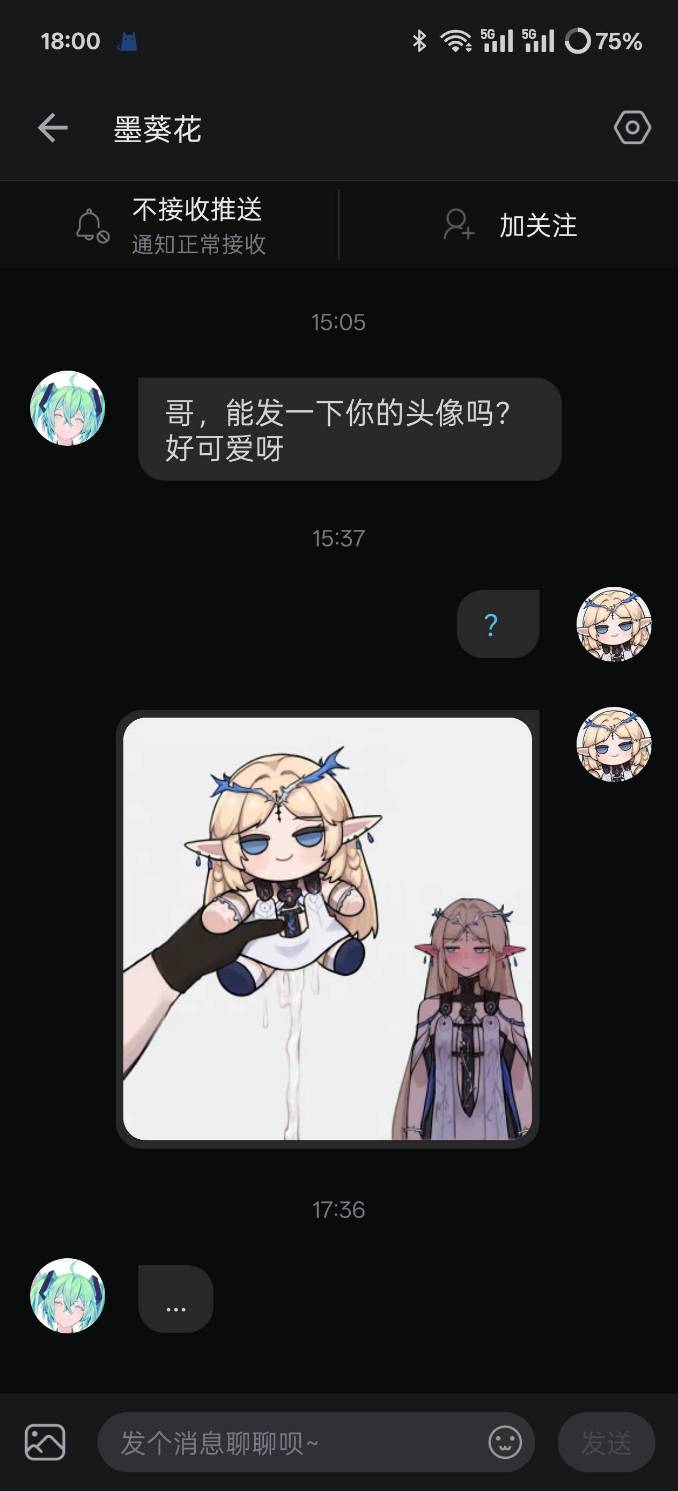 18:00
5G
5G
75%
墨葵花
不接收推送
通知正常接收
加关注
15:05
哥，能发一下你的头像吗？
好可爱呀
15:37
？
17:36
...
发个消息聊聊呗~
发送